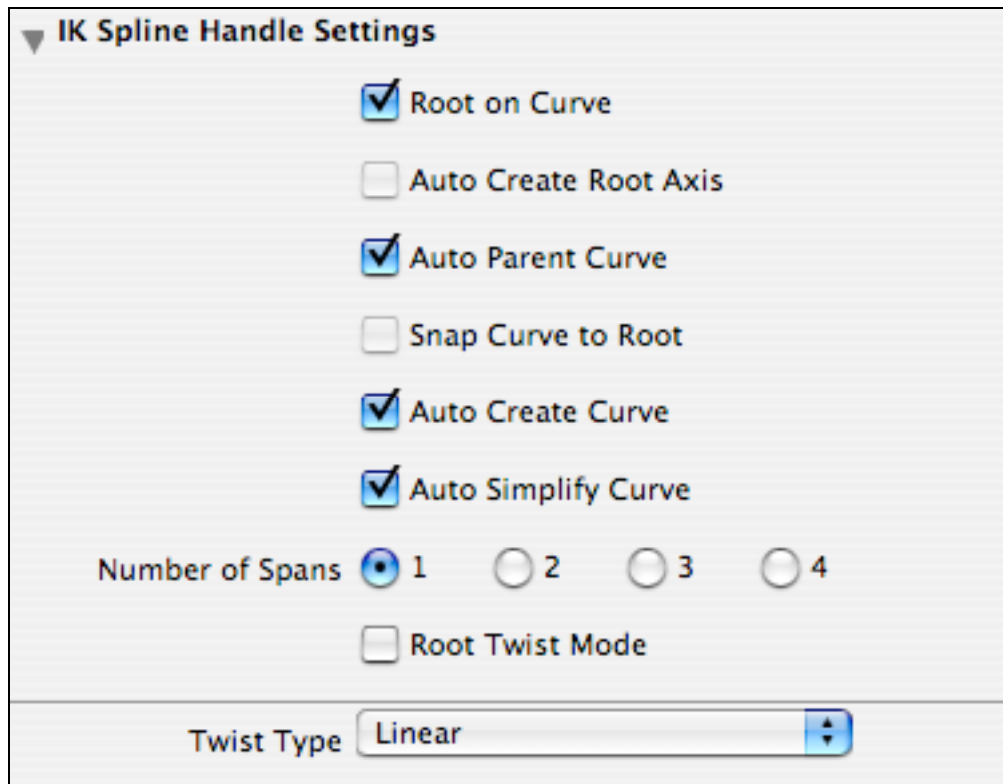 IK Spline Handle Settings
Root on Curve
Auto Create Root Axis
Auto Parent Curve
Snap Curve to Root
Auto Create Curve
Auto Simplify Curve
Number of Spans 1 2 3 4
Root Twist Mode
Twist Type Linear